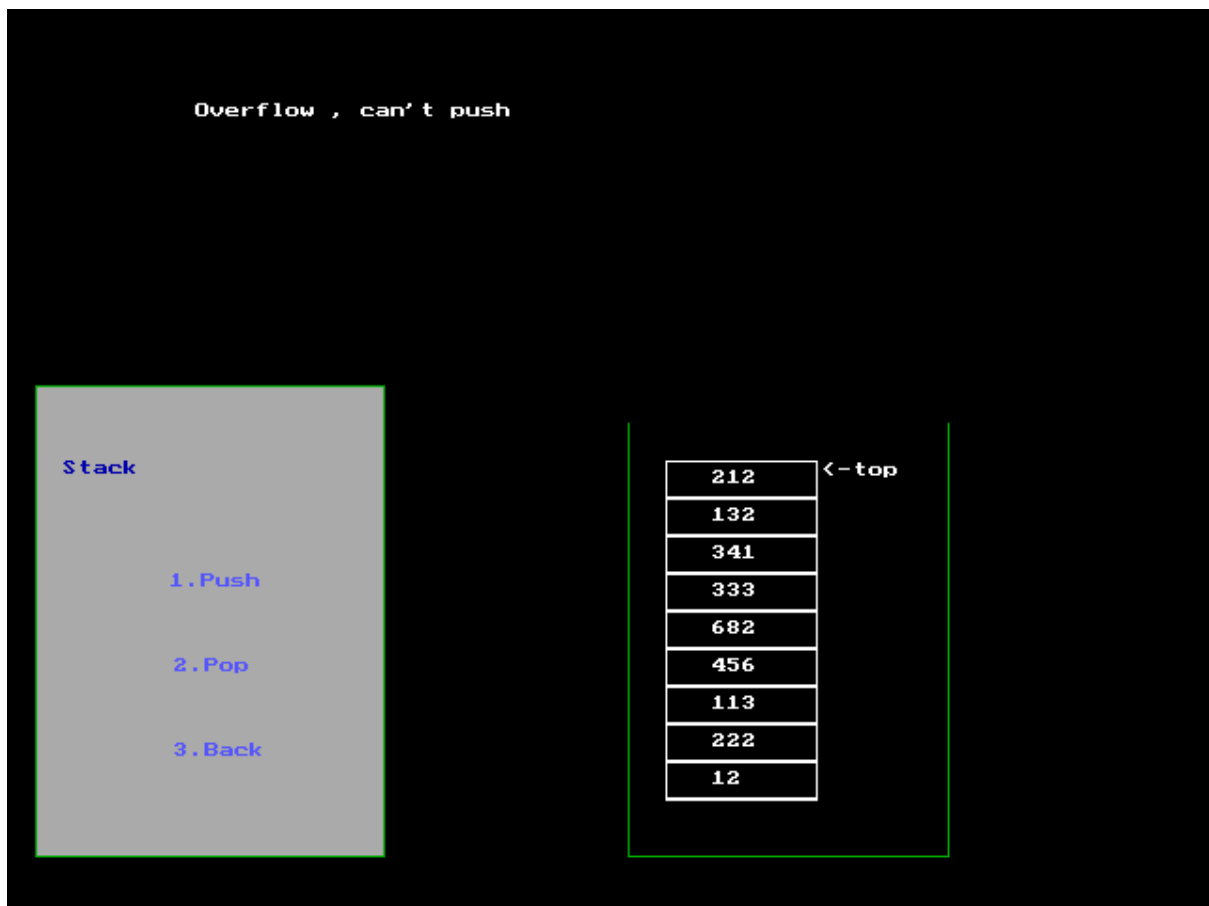 Overflow , can't push
Stack
1.Push
2.Pop
3.Back
212 <-top
132
341
333
682
456
113
222
12